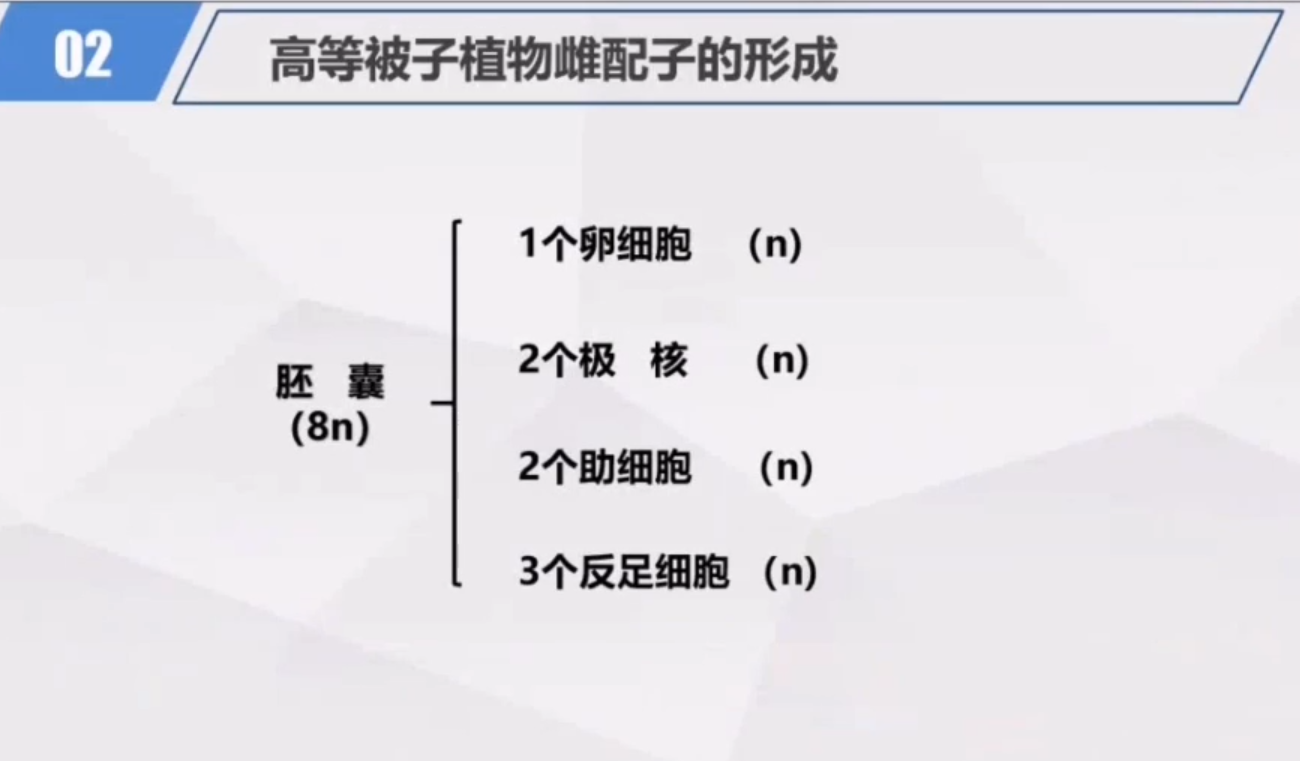 02
高等被子植物雌配子的形成
1个卵细胞 (n)
2个极 核 (n)
胚 囊
(8n)
2个助细胞 (n)
3个反足细胞 (n)